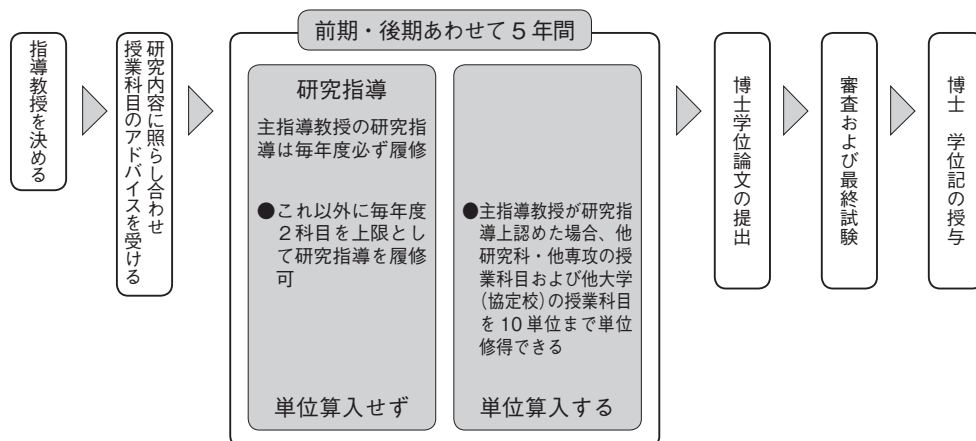 指導教授を決める
研究内容に照らし合わせ
授業科目のアドバイスを受ける
前期・後期あわせて5年間
研究指導
主指導教授の研究指
導は毎年度必ず履修
●これ以外に毎年度
2科目を上限とし
て研究指導を履修
可
単位算入せず
●主指導教授が研究指
導上認めた場合、他
研究科・他専攻の授
業科目および他大学
(協定校)の授業科目
を10単位まで単位
修得できる
単位算入する
博士学位論文の提出
審査および最終試験
博士 学位記の授与